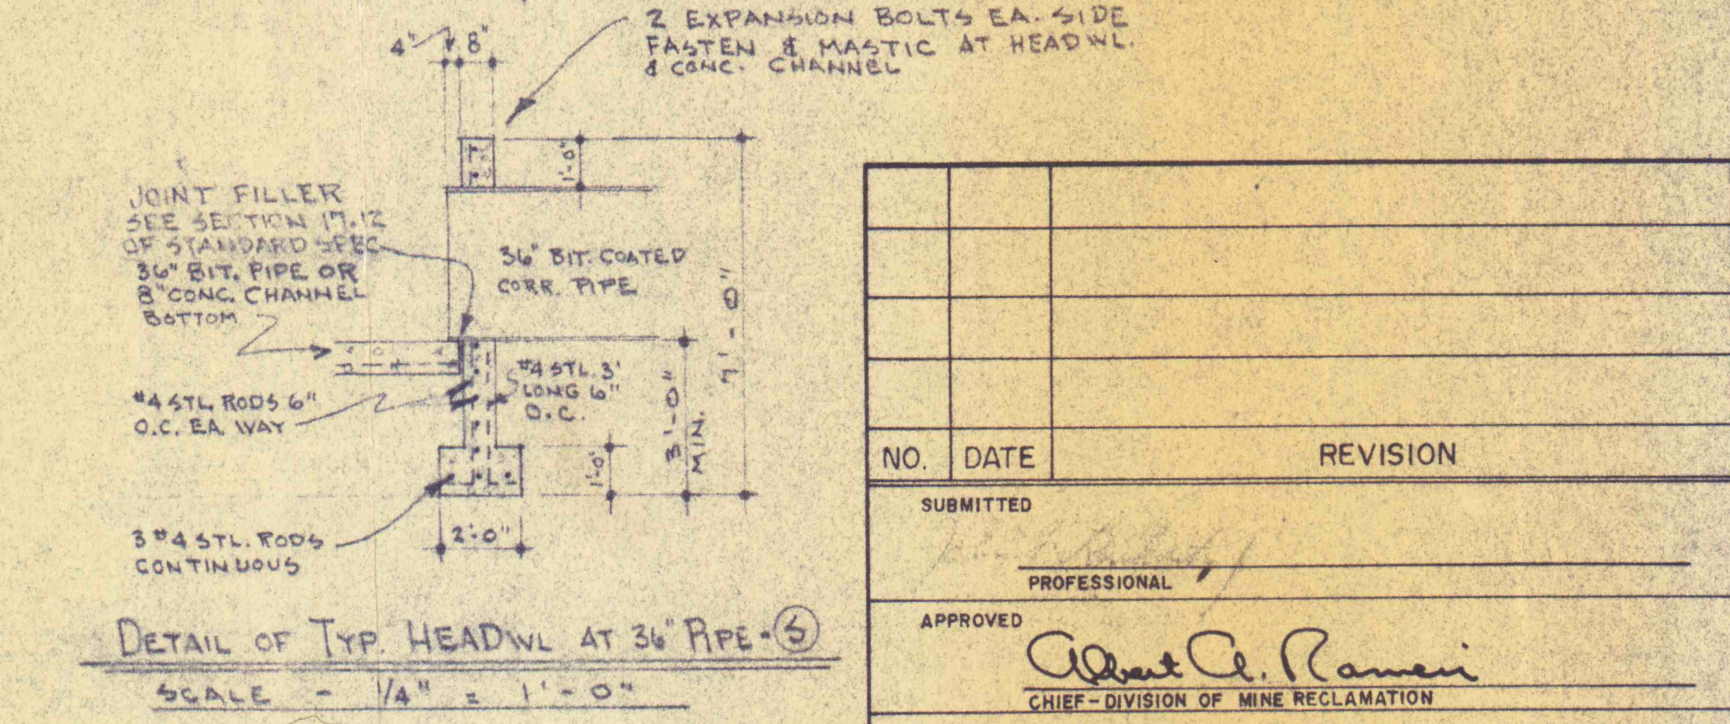 2 EXPANSION BOLTS EA. SIDE
FASTEN & MASTIC AT HEADWL.
& CONC. CHANNEL
4" 8"
1'-0"
JOINT FILLER
SEE SECTION 17.12
OF STANDARD SPEC
36" BIT. PIPE OR
8" CONC. CHANNEL
BOTTOM
36" BIT. COATED
CORR. PIPE
7'-0"
#4 STL. RODS 6"
O.C. EA. WAY
#4 STL. 3'
LONG 6"
O.C.
3'-0"
MIN.
1'-0"
2'-0"
3 #4 STL. RODS
CONTINUOUS
DETAIL OF TYP. HEADWL AT 36" PIPE - 5
SCALE - 1/4" = 1'-0"
NO. DATE REVISION
SUBMITTED
PROFESSIONAL
APPROVED
Albert A.
CHIEF-DIVISION OF MINE RECLAMATION